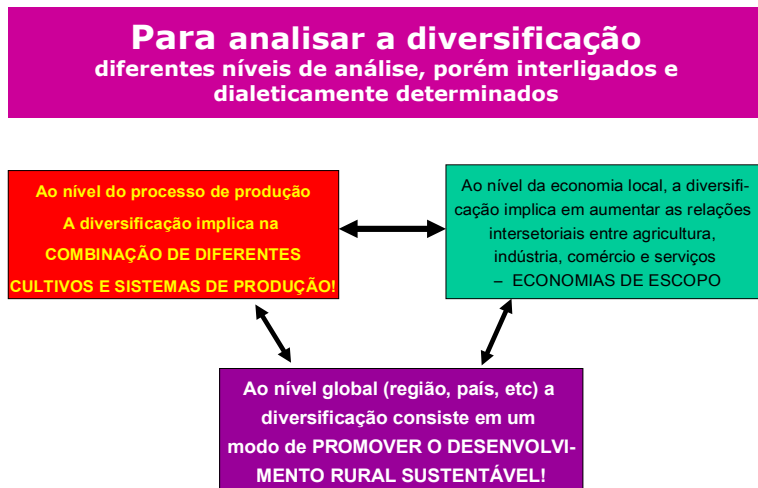 Para analisar a diversificação
diferentes níveis de análise, porém interligados e
dialeticamente determinados
Ao nível do processo de produção
A diversificação implica na
COMBINAÇÃO DE DIFERENTES
CULTIVOS E SISTEMAS DE PRODUÇÃO!
Ao nível da economia local, a diversifi-
cação implica em aumentar as relações
intersetoriais entre agricultura,
indústria, comércio e serviços
– ECONOMIAS DE ESCOPO
Ao nível global (região, país, etc) a
diversificação consiste em um
modo de PROMOVER O DESENVOLVI-
MENTO RURAL SUSTENTÁVEL!